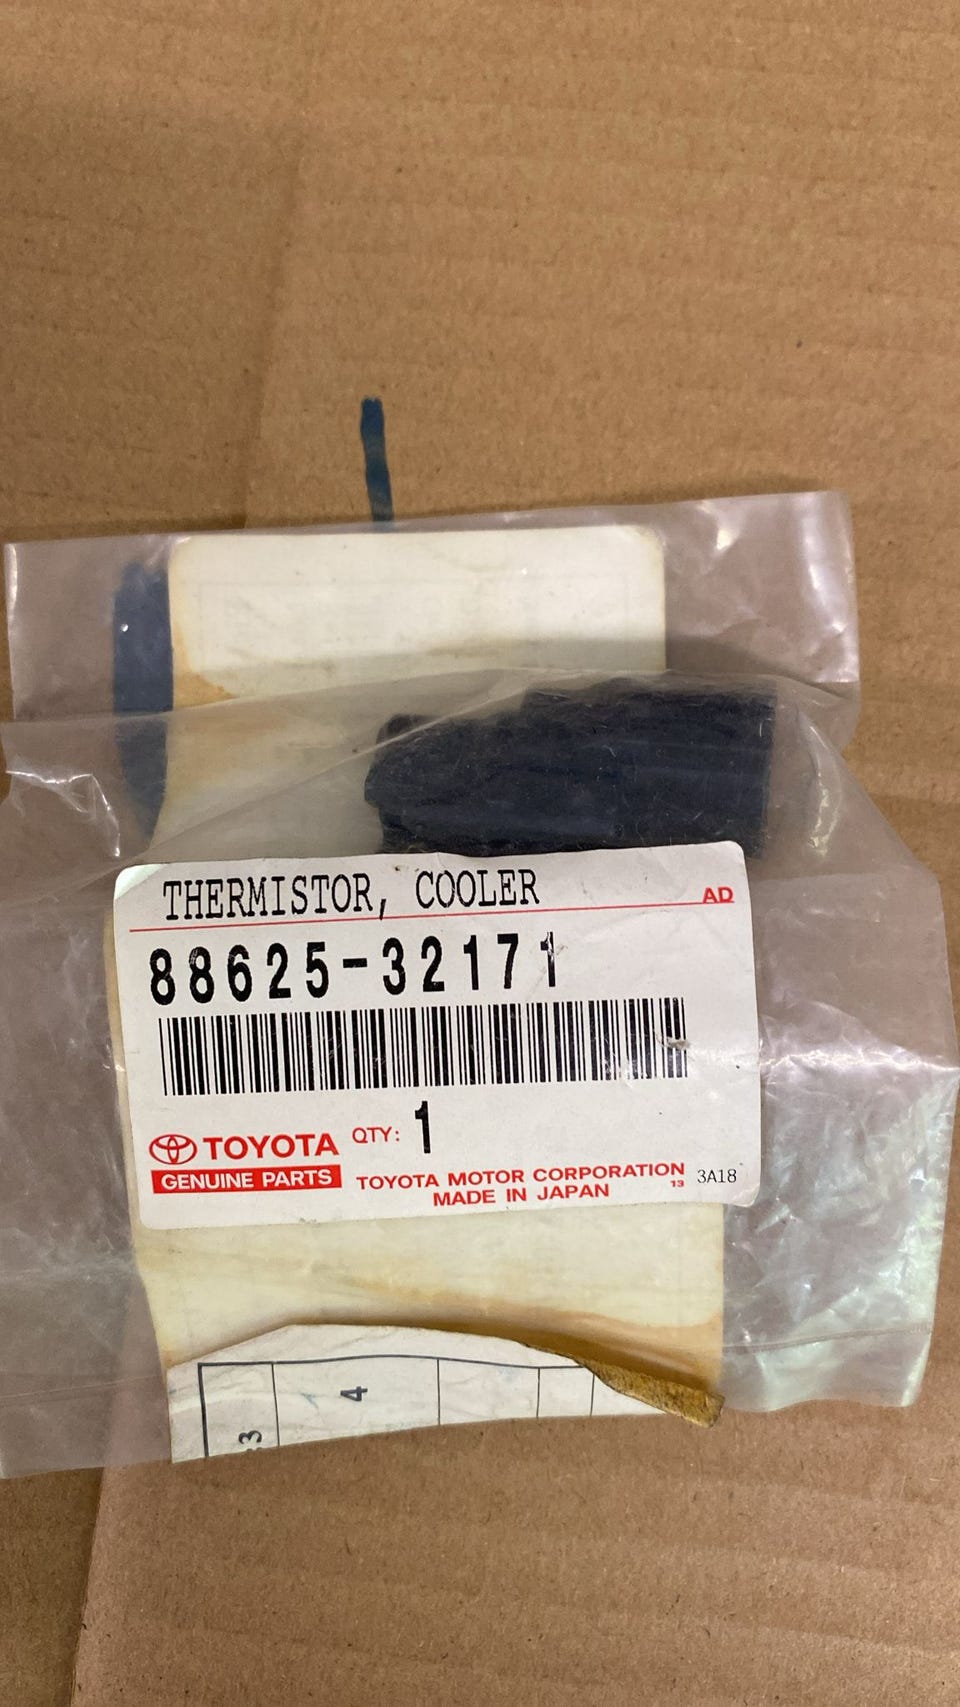 THERMISTOR, COOLER AD
88625-32171
TOYOTA QTY: 1
GENUINE PARTS TOYOTA MOTOR CORPORATION 13 3A18
MADE IN JAPAN
4
3